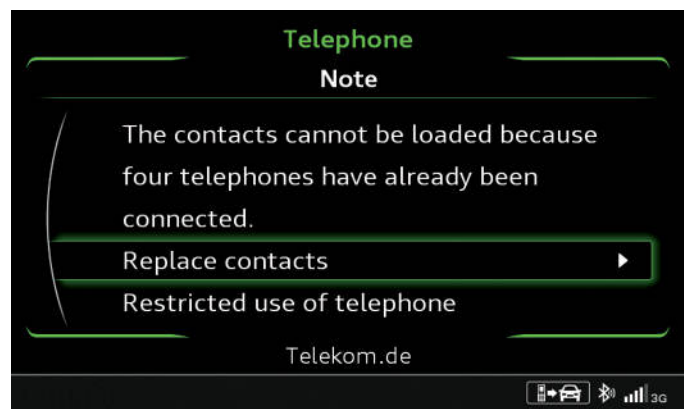 Telephone
Note
The contacts cannot be loaded because
four telephones have already been
connected.
Replace contacts
Restricted use of telephone
Telekom.de
3G